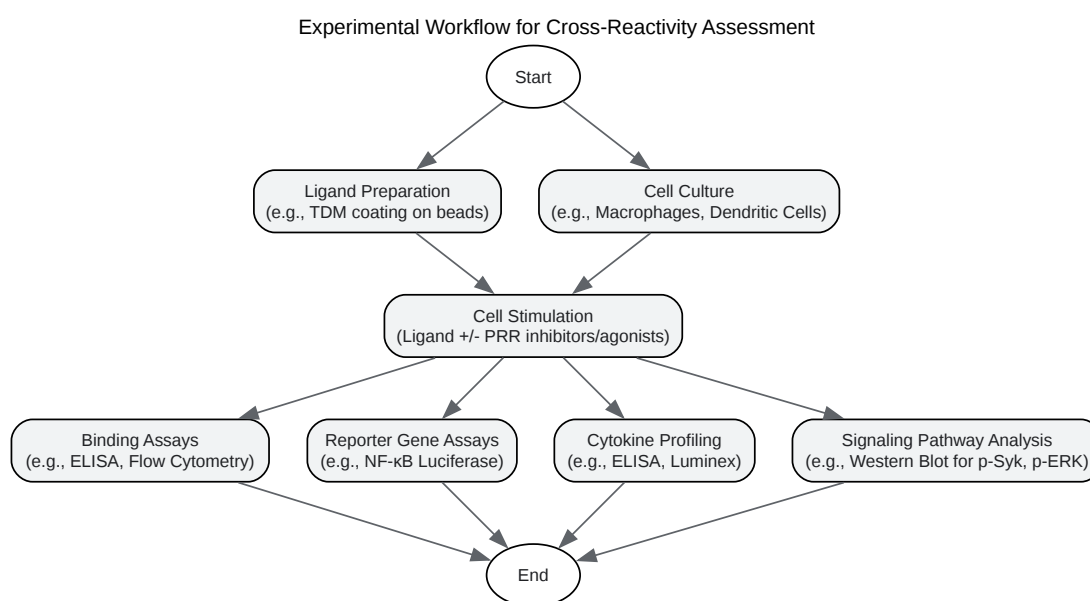 Experimental Workflow for Cross-Reactivity Assessment
Start
Ligand Preparation
(e.g., TDM coating on beads)
Cell Culture
(e.g., Macrophages, Dendritic Cells)
Cell Stimulation
(Ligand +/- PRR inhibitors/agonists)
Binding Assays
(e.g., ELISA, Flow Cytometry)
Reporter Gene Assays
(e.g., NF-κB Luciferase)
Cytokine Profiling
(e.g., ELISA, Luminex)
Signaling Pathway Analysis
(e.g., Western Blot for p-Syk, p-ERK)
End